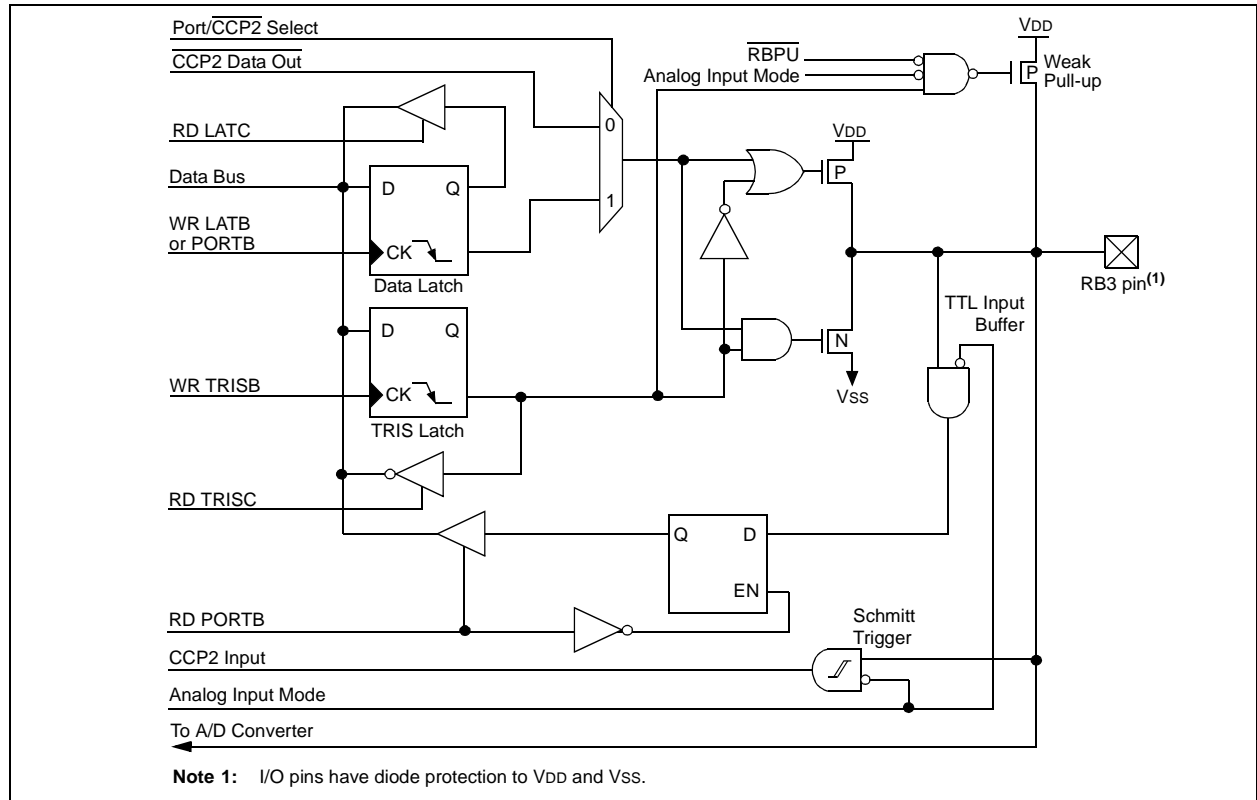 Port/CCP2 Select
CCP2 Data Out
RBPU
Analog Input Mode
VDD
P
Weak
Pull-up
0
RD LATC
VDD
Data Bus
D
Q
P
1
WR LATB
or PORTB
CK
Data Latch
RB3 pin(1)
TTL Input
Buffer
D
Q
N
WR TRISB
CK
VSS
TRIS Latch
RD TRISC
Q
D
EN
RD PORTB
Schmitt
Trigger
CCP2 Input
Analog Input Mode
To A/D Converter
Note 1: I/O pins have diode protection to VDD and VSS.